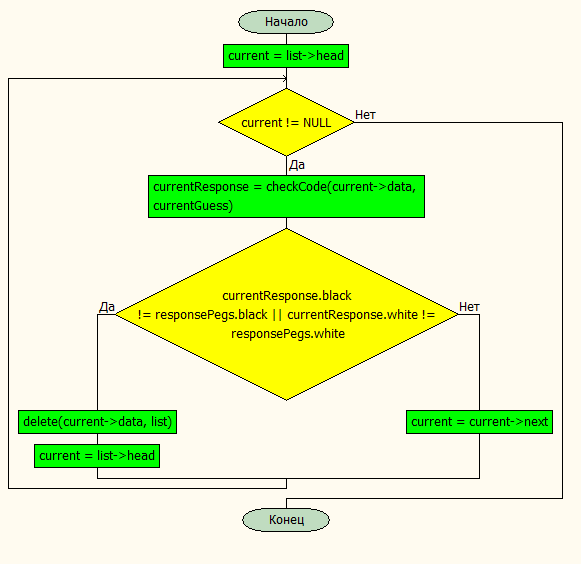 Начало
current = list->head
current != NULL
Нет
Да
currentResponse = checkCode(current->data,
currentGuess)
currentResponse.black
!= responsePegs.black || currentResponse.white !=
responsePegs.white
Да
Нет
delete(current->data, list)
current = current->next
current = list->head
Конец